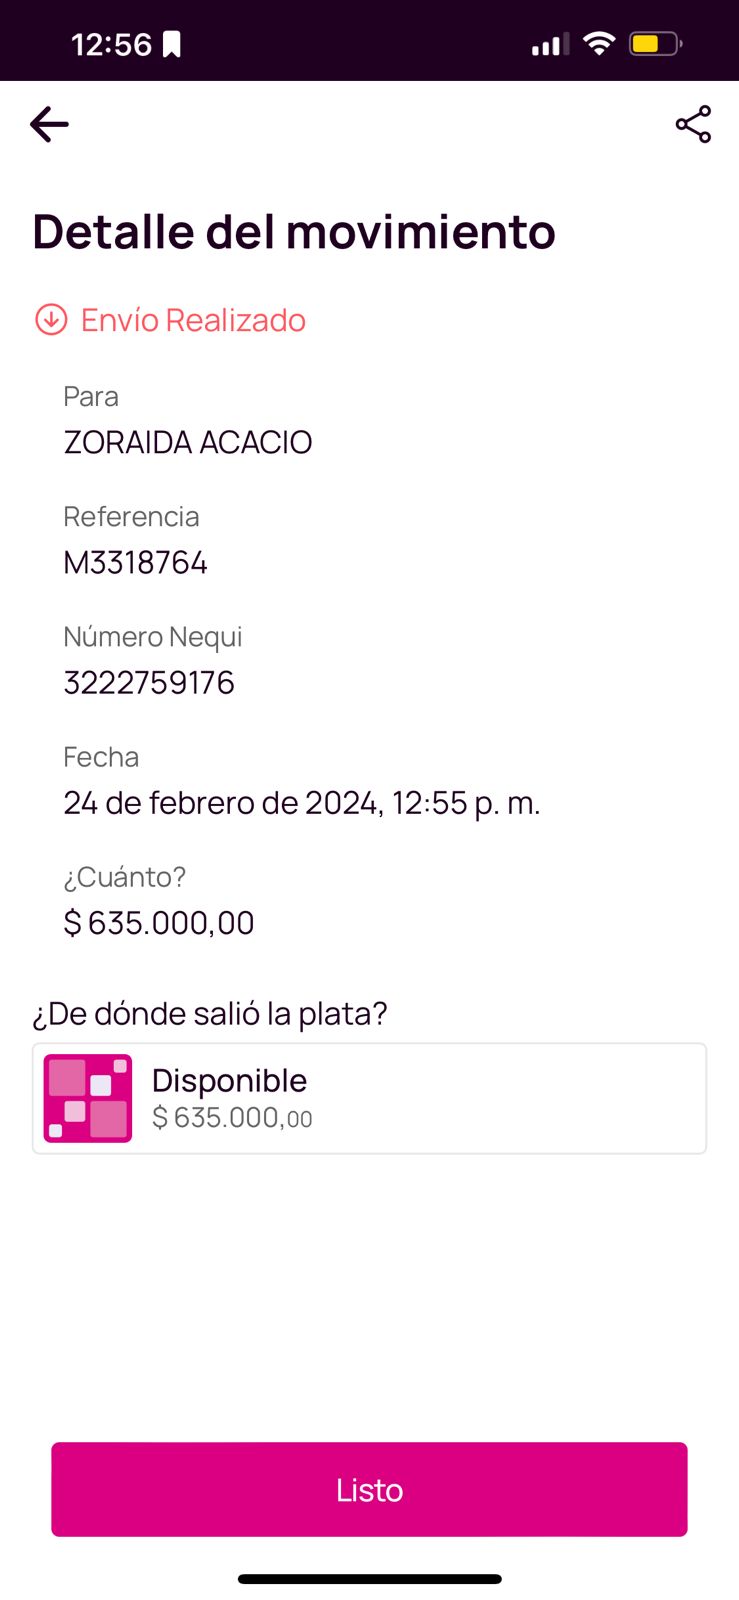 12:56
Detalle del movimiento
Envío Realizado
Para
ZORAIDA ACACIO
Referencia
M3318764
Número Nequi
3222759176
Fecha
24 de febrero de 2024, 12:55 p. m.
¿Cuánto?
$ 635.000,00
¿De dónde salió la plata?
Disponible
$ 635.000,00
Listo